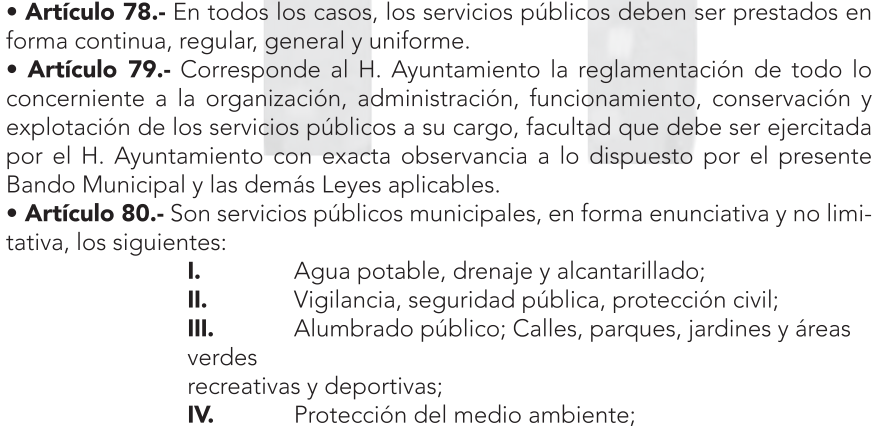 • Artículo 78.- En todos los casos, los servicios públicos deben ser prestados en
forma continua, regular, general y uniforme.
• Artículo 79.- Corresponde al H. Ayuntamiento la reglamentación de todo lo
concerniente a la organización, administración, funcionamiento, conservación y
explotación de los servicios públicos a su cargo, facultad que debe ser ejercitada
por el H. Ayuntamiento con exacta observancia a lo dispuesto por el presente
Bando Municipal y las demás Leyes aplicables.
• Artículo 80.- Son servicios públicos municipales, en forma enunciativa y no limi-
tativa, los siguientes:
I. Agua potable, drenaje y alcantarillado;
II. Vigilancia, seguridad pública, protección civil;
III. Alumbrado público; Calles, parques, jardines y áreas
verdes
recreativas y deportivas;
IV. Protección del medio ambiente;